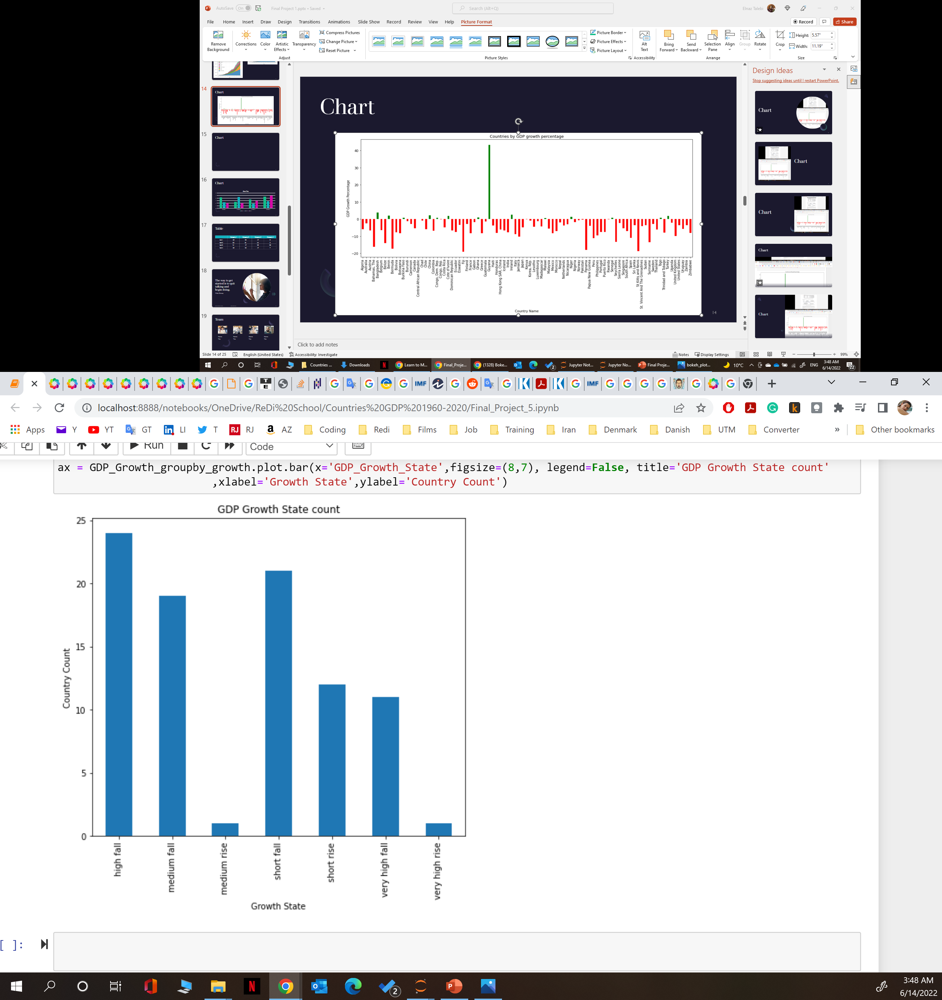 AutoSave On Final Project 1.pptx • Saved Search (Alt+Q) Elnaz Talebi
File Home Insert Draw Design Transitions Animations Slide Show Record Review View Help Picture Format Record Share
Remove Background
Corrections
Color
Artistic Effects
Transparency
Compress Pictures
Change Picture
Reset Picture
Adjust
Picture Styles
Picture Border
Picture Effects
Picture Layout
Alt Text
Accessibility
Bring Forward
Send Backward
Selection Pane
Align
Group
Rotate
Arrange
Crop
Height: 5.57"
Width: 11.19"
Size
14
Chart
15
Chart
16
Chart
17
Table
18
The way to get
started is to quit
talking and
begin doing.
19
Team
Chart
Countries by GDP growth percentage
GDP Growth Percentage
40
30
20
10
0
−10
−20
Algeria
Australia
Austria
Bahamas, The
Bangladesh
Belgium
Belize
Benin
Bermuda
Bolivia
Botswana
Burkina Faso
Burundi
Cameroon
Canada
Central African Republic
Chad
Chile
China
Colombia
Congo, Dem. Rep.
Congo, Rep.
Costa Rica
Cote d'Ivoire
Dominican Republic
Ecuador
Eswatini
Fiji
Finland
France
Gabon
Ghana
Greece
Guatemala
Guyana
Haiti
Honduras
Hong Kong SAR, China
Iceland
India
Ireland
Italy
Jamaica
Japan
Kenya
Korea, Rep.
Lesotho
Luxembourg
Madagascar
Malawi
Malaysia
Mexico
Morocco
Nepal
Netherlands
Nicaragua
Niger
Nigeria
Norway
Pakistan
Panama
Papua New Guinea
Peru
Philippines
Portugal
Puerto Rico
Rwanda
Senegal
Seychelles
Sierra Leone
Singapore
South Africa
Spain
Sri Lanka
St. Kitts and Nevis
St. Vincent And The Grenadines
Sudan
Suriname
Sweden
Thailand
Togo
Trinidad and Tobago
Turkey
Uganda
United Kingdom
United States
Uruguay
Zambia
Zimbabwe
Country Name
14
Design Ideas
Stop suggesting ideas until I restart PowerPoint.
Chart
Chart
Chart
Chart
Chart
Click to add notes
Slide 14 of 25 English (United States) Accessibility: Investigate Notes Display Settings 99%
Countries ... Downloads Learn to M... Final_Proje... (1328) Boke... 2 Jupyter Not... Jupyter No... Final Proje... bokeh_plot... 10°C ENG 3:48 AM
6/14/2022 22
IMF IMF
localhost:8888/notebooks/OneDrive/ReDi%20School/Countries%20GDP%201960-2020/Final_Project_5.ipynb
Apps Y YT GT LI T RJ RJ AZ Coding Redi Films Job Training Iran Denmark Danish UTM Converter » Other bookmarks
Run Code
ax = GDP_Growth_groupby_growth.plot.bar(x='GDP_Growth_State',figsize=(8,7), legend=False, title='GDP Growth State count'
,xlabel='Growth State',ylabel='Country Count')
GDP Growth State count
Country Count
25
20
15
10
5
0
high fall
medium fall
medium rise
short fall
short rise
very high fall
very high rise
Growth State
[ ]:
2
3:48 AM
6/14/2022